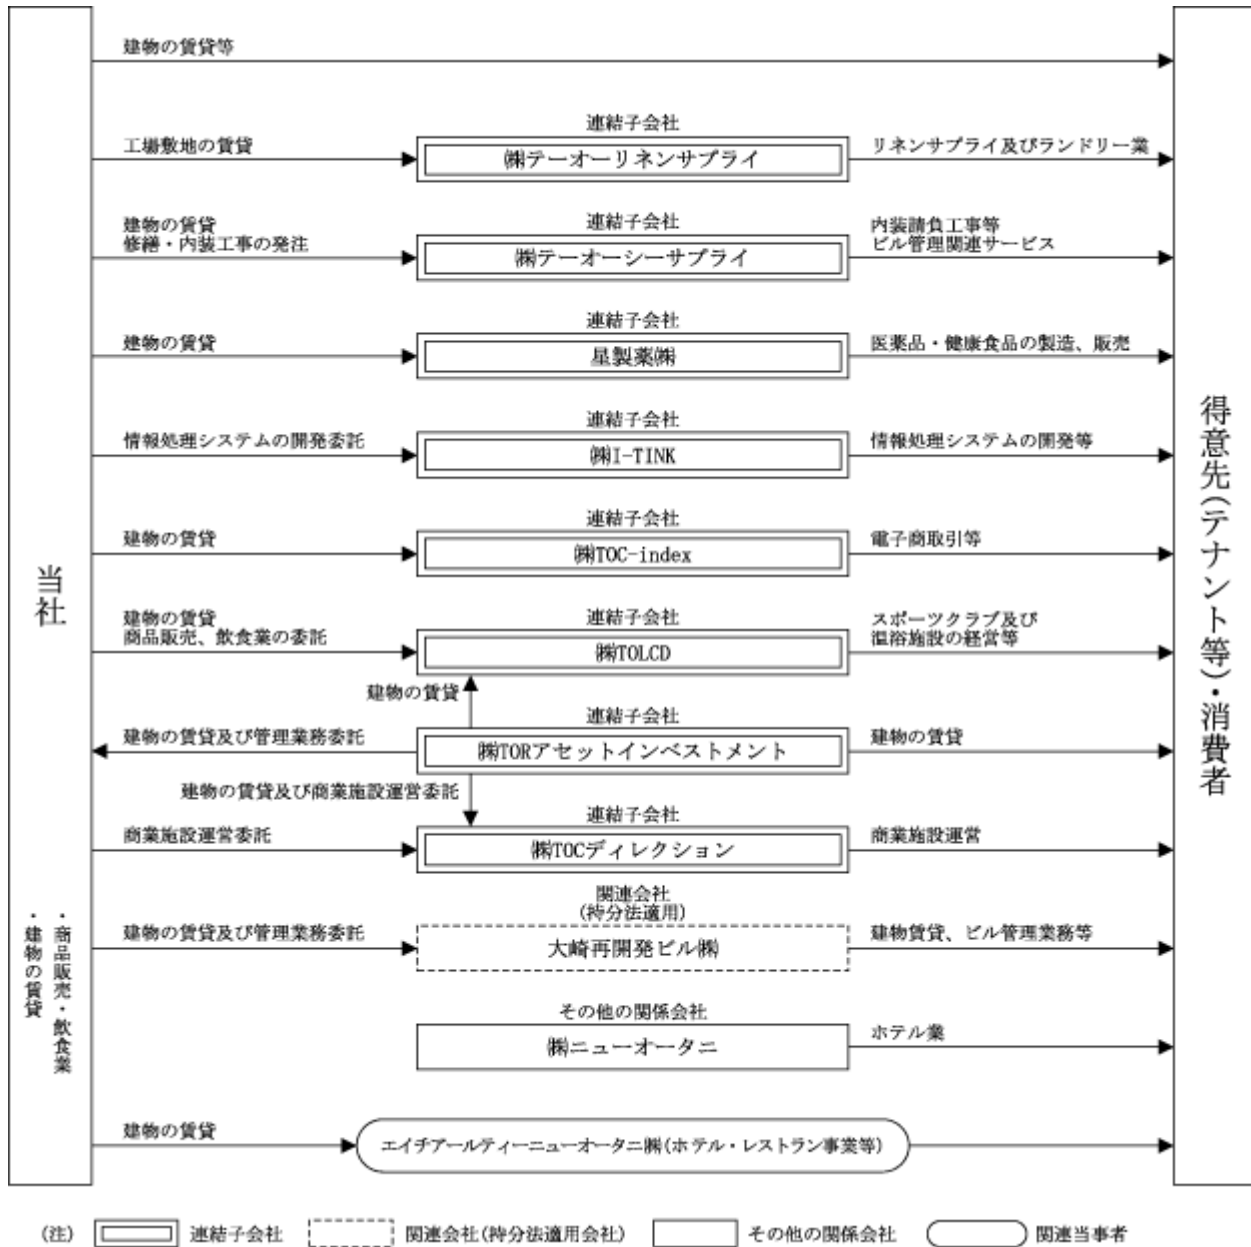 建物の賃貸等
連結子会社
工場敷地の賃貸
㈱テーオーリネンサプライ
リネンサプライ及びランドリー業
連結子会社
建物の賃貸
修繕・内装工事の発注
㈱テーオーシーサプライ
内装請負工事等
ビル管理関連サービス
連結子会社
建物の賃貸
星製薬㈱
医薬品・健康食品の製造、販売
連結子会社
情報処理システムの開発委託
㈱I-TINK
情報処理システムの開発等
連結子会社
建物の賃貸
㈱TOC-index
電子商取引等
連結子会社
建物の賃貸
商品販売、飲食業の委託
㈱TOLCD
スポーツクラブ及び
温浴施設の経営等
建物の賃貸
連結子会社
建物の賃貸及び管理業務委託
㈱TORアセットインベストメント
建物の賃貸
建物の賃貸及び商業施設運営委託
連結子会社
商業施設運営委託
㈱TOCディレクション
商業施設運営
関連会社
(持分法適用)
建物の賃貸及び管理業務委託
大崎再開発ビル㈱
建物賃貸、ビル管理業務等
その他の関係会社
㈱ニューオータニ
ホテル業
建物の賃貸
エイチアールティーニューオータニ㈱(ホテル・レストラン事業等)
当社
・商品販売・飲食業
・建物の賃貸
得意先(テナント等)・消費者
(注)
連結子会社
関連会社(持分法適用会社)
その他の関係会社
関連当事者